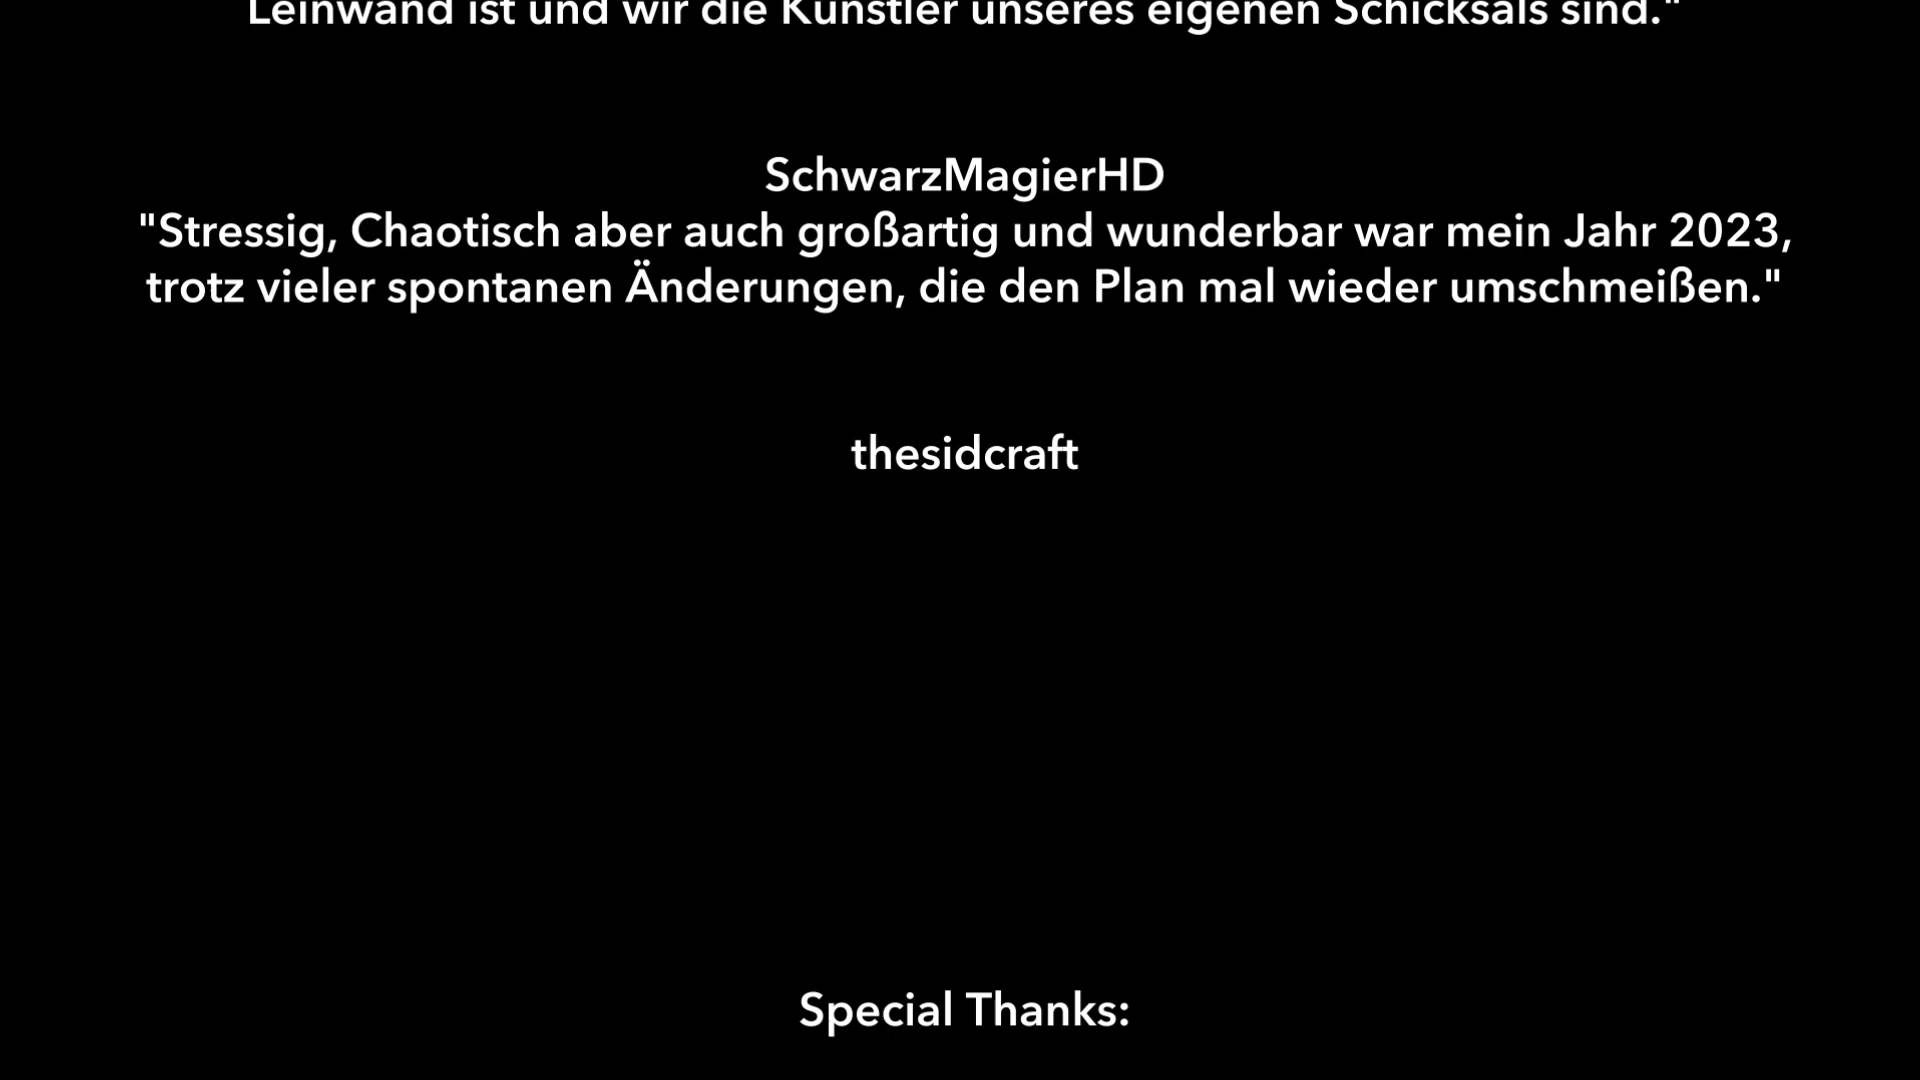 Leinwand ist und wir die Künstler unseres eigenen Schicksals sind."
SchwarzMagierHD
"Stressig, Chaotisch aber auch großartig und wunderbar war mein Jahr 2023,
trotz vieler spontanen Änderungen, die den Plan mal wieder umschmeißen."
thesidcraft
Special Thanks: